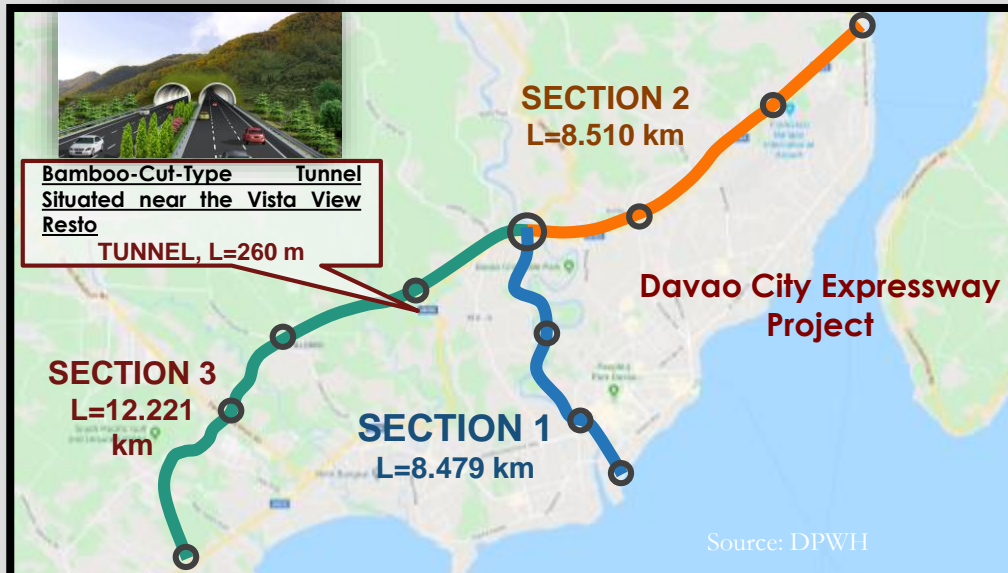 SECTION 2
L=8.510 km
Bamboo-Cut-Type Tunnel
Situated near the Vista View
Resto
TUNNEL, L=260 m
Davao City Expressway
Project
SECTION 3
L=12.221
km
SECTION 1
L=8.479 km
Source: DPWH